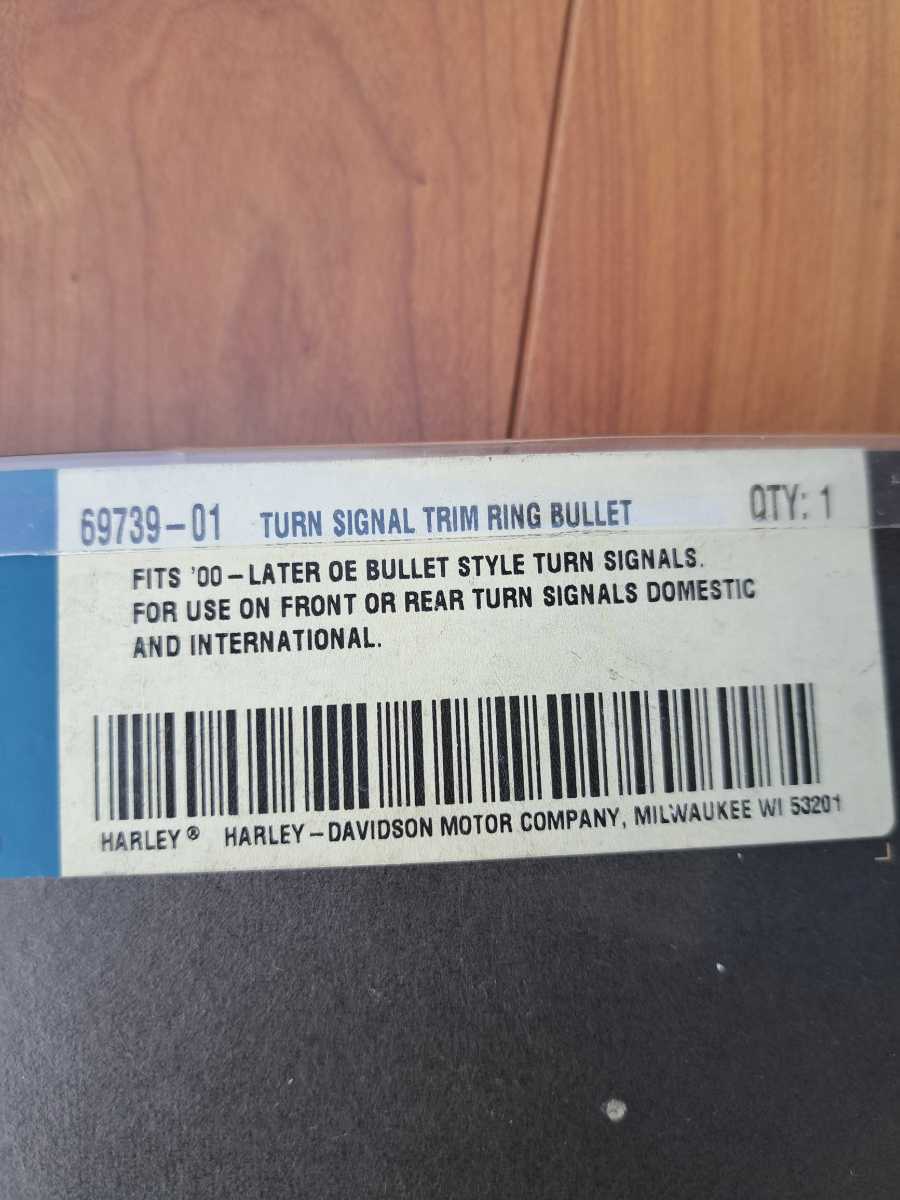 69739-01 TURN SIGNAL TRIM RING BULLET QTY: 1
FITS '00-LATER OE BULLET STYLE TURN SIGNALS.
FOR USE ON FRONT OR REAR TURN SIGNALS DOMESTIC
AND INTERNATIONAL.
HARLEY® HARLEY-DAVIDSON MOTOR COMPANY, MILWAUKEE WI 53201